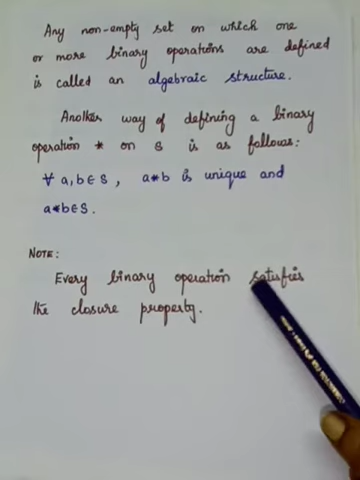 Any non-empty set on which one
or more binary operations are defined
is called an algebraic structure.
Another way of defining a binary
operation * on S is as follows:
∀ a, b ∈ S, a*b is unique and
a*b ∈ S.
NOTE:
Every binary operation satisfies
the closure property.